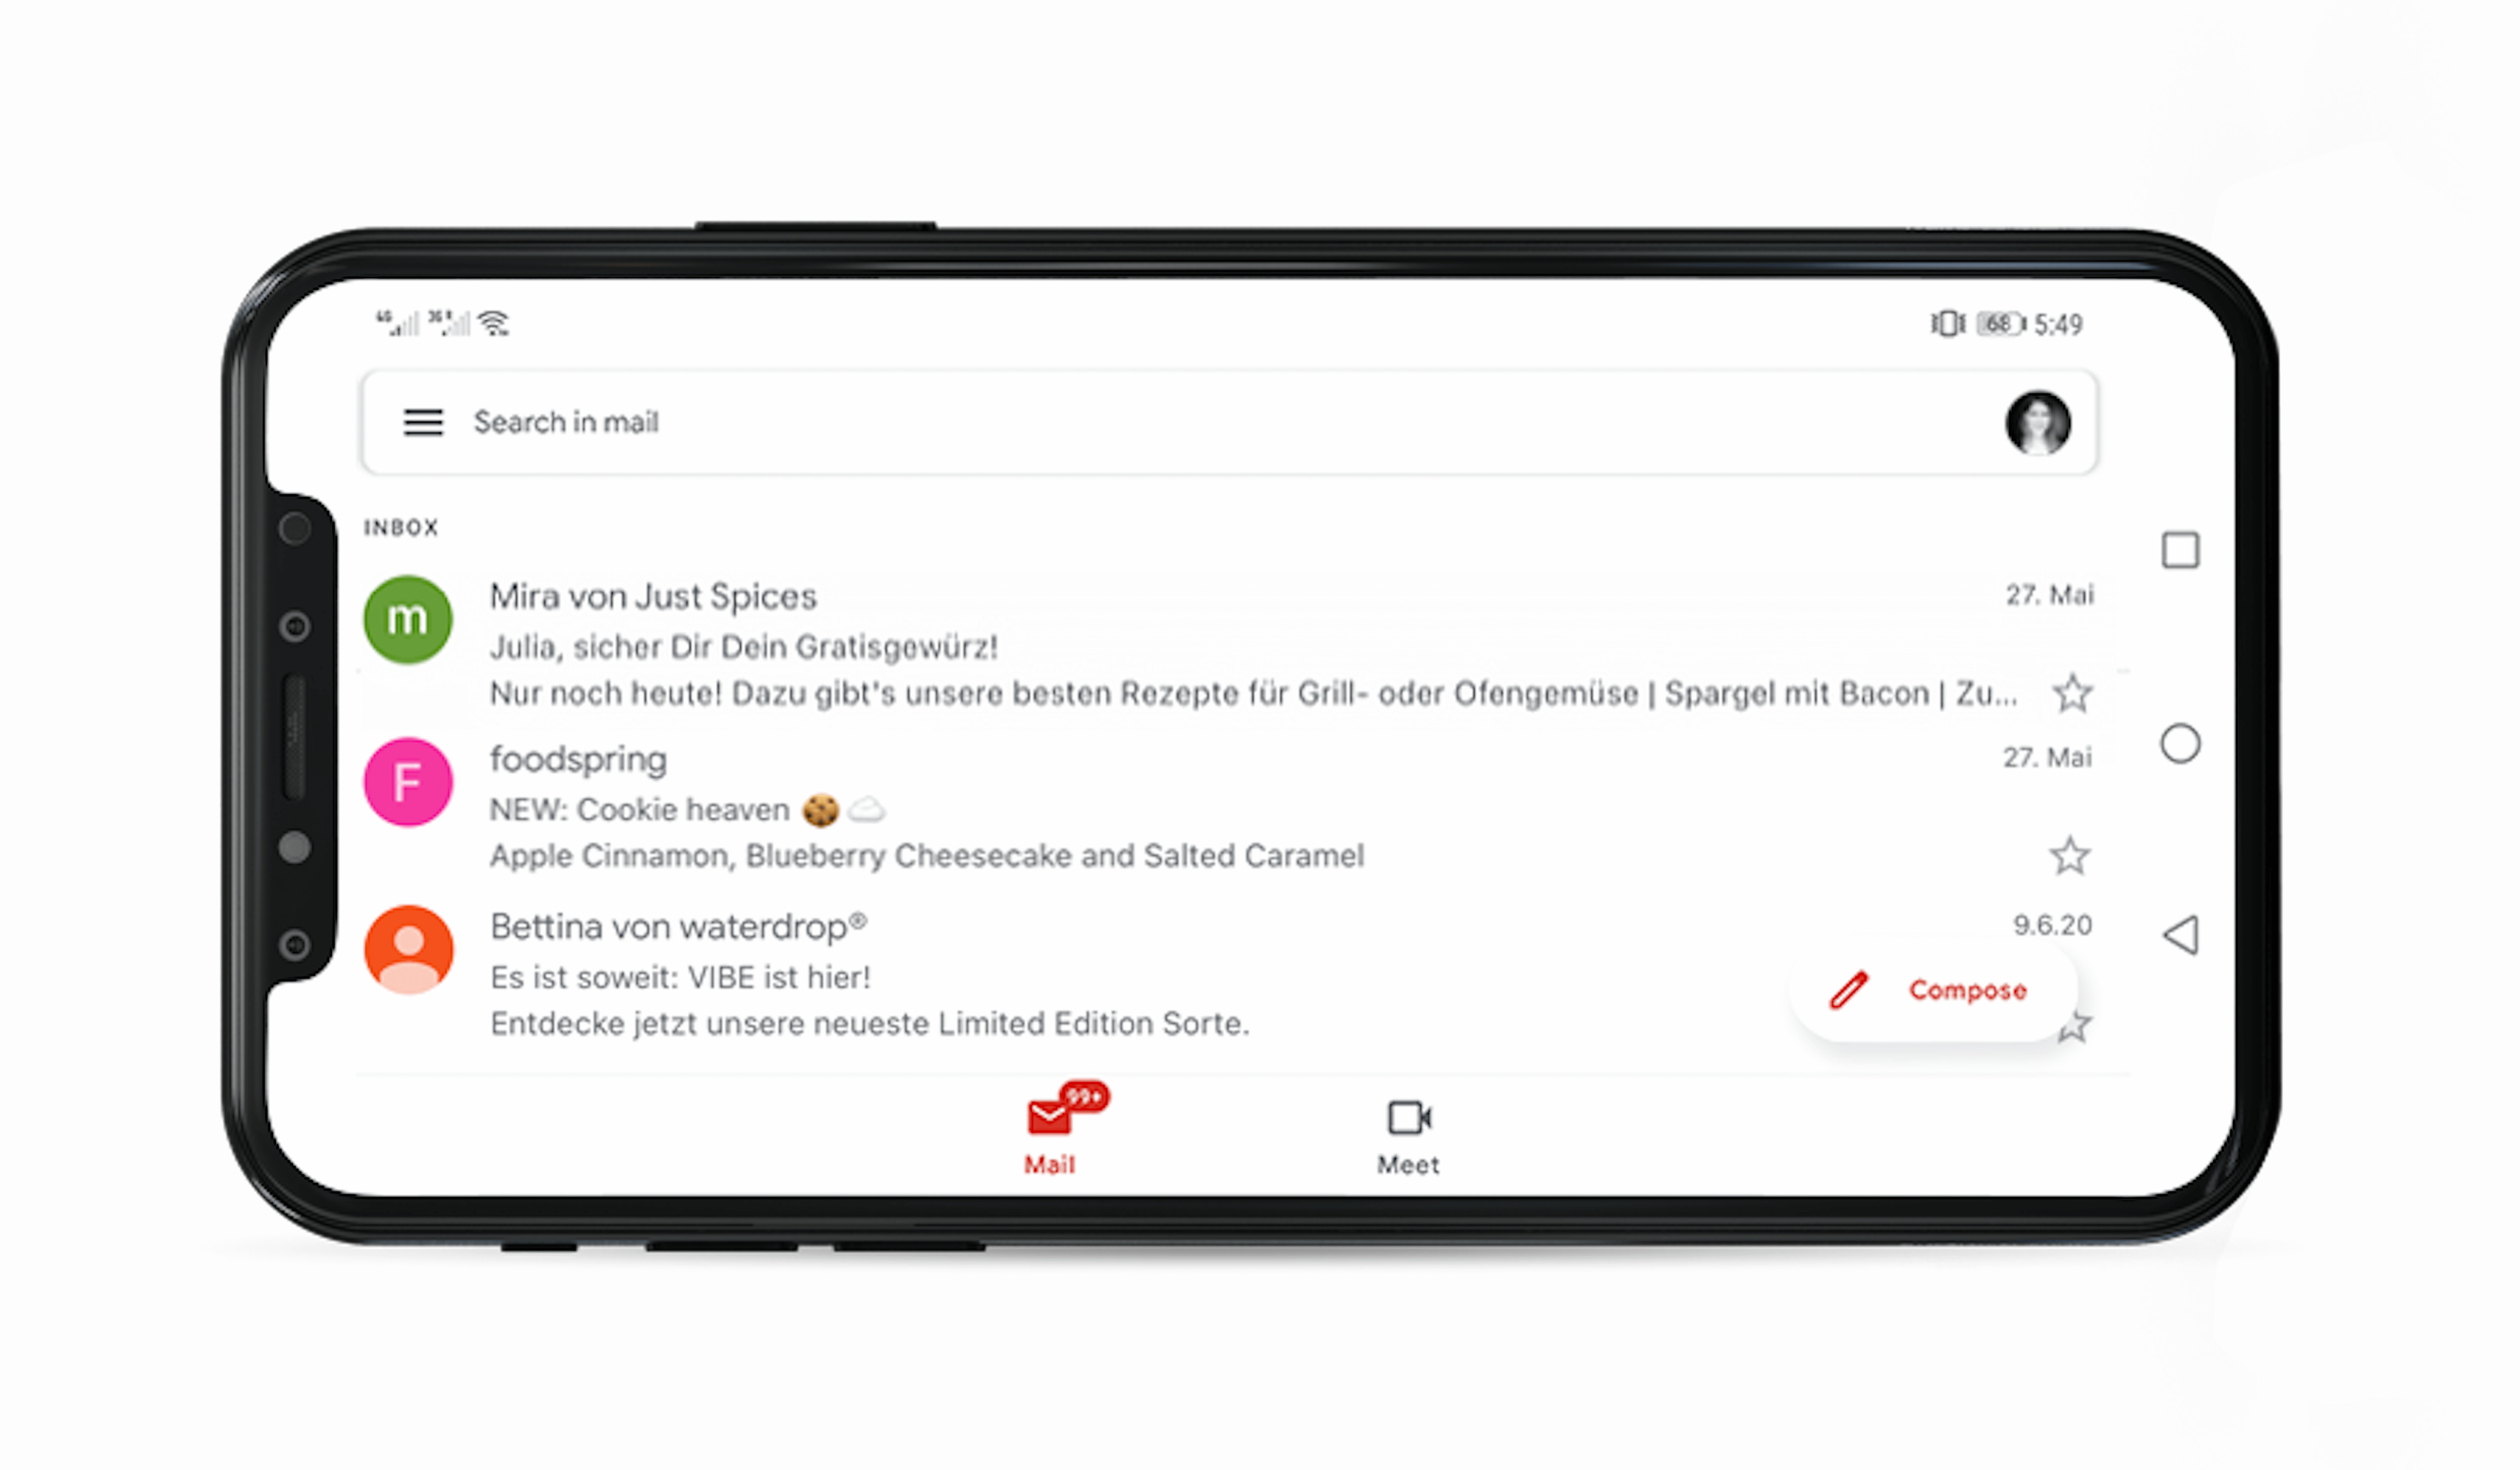 4G 3G 68 5:49
Search in mail
INBOX
m Mira von Just Spices 27. Mai
Julia, sicher Dir Dein Gratisgewürz!
Nur noch heute! Dazu gibt's unsere besten Rezepte für Grill- oder Ofengemüse | Spargel mit Bacon | Zu...
F foodspring 27. Mai
NEW: Cookie heaven 🍪☁️
Apple Cinnamon, Blueberry Cheesecake and Salted Caramel
Bettina von waterdrop® 9.6.20
Es ist soweit: VIBE ist hier!
Compose
Entdecke jetzt unsere neueste Limited Edition Sorte.
99+
Mail Meet